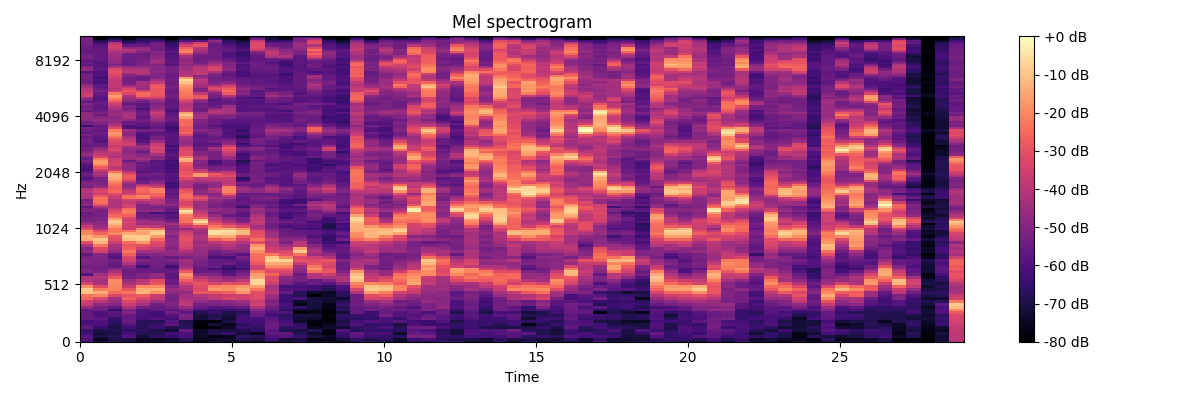 Mel spectrogram
Hz
8192
4096
2048
1024
512
0
0 5 10 15 20 25
Time
+0 dB
-10 dB
-20 dB
-30 dB
-40 dB
-50 dB
-60 dB
-70 dB
-80 dB